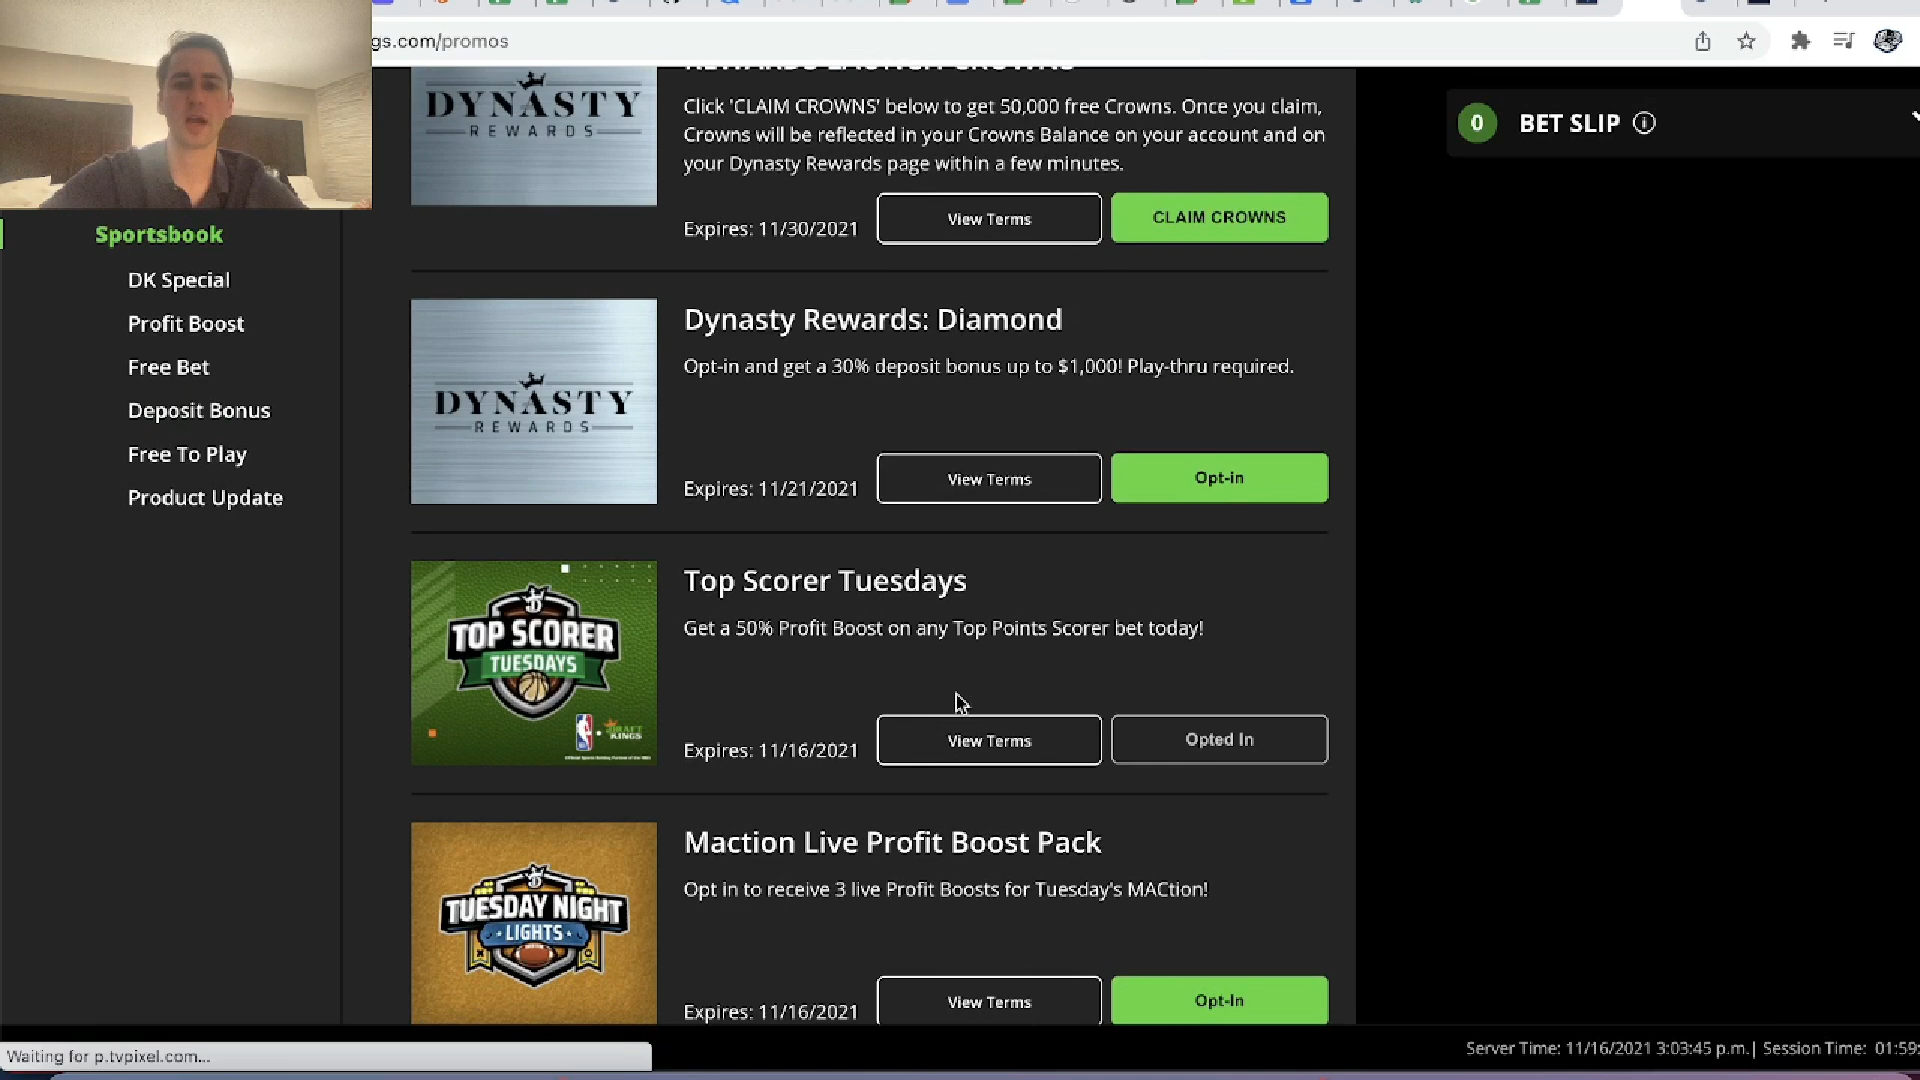 gs.com/promos
REWARDS LAUNCH CROWNS
DYNASTY
REWARDS
Click 'CLAIM CROWNS' below to get 50,000 free Crowns. Once you claim,
Crowns will be reflected in your Crowns Balance on your account and on
your Dynasty Rewards page within a few minutes.
Expires: 11/30/2021
View Terms
CLAIM CROWNS
0
BET SLIP
Sportsbook
DK Special
Profit Boost
Free Bet
Deposit Bonus
Free To Play
Product Update
DYNASTY
REWARDS
Dynasty Rewards: Diamond
Opt-in and get a 30% deposit bonus up to $1,000! Play-thru required.
Expires: 11/21/2021
View Terms
Opt-in
TOP SCORER
TUESDAYS
DRAFT
KINGS
Top Scorer Tuesdays
Get a 50% Profit Boost on any Top Points Scorer bet today!
Expires: 11/16/2021
View Terms
Opted In
TUESDAY NIGHT
LIGHTS
Maction Live Profit Boost Pack
Opt in to receive 3 live Profit Boosts for Tuesday's MACtion!
Expires: 11/16/2021
View Terms
Opt-In
Waiting for p.tvpixel.com...
Server Time: 11/16/2021 3:03:45 p.m.| Session Time: 01:59: